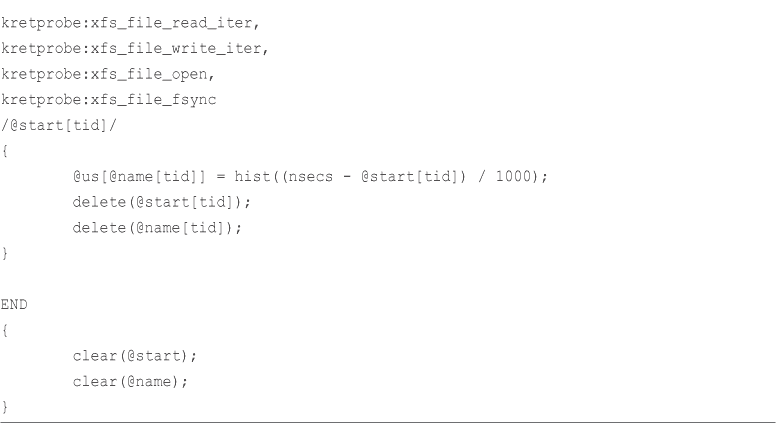 kretprobe:xfs_file_read_iter,
kretprobe:xfs_file_write_iter,
kretprobe:xfs_file_open,
kretprobe:xfs_file_fsync
/@start[tid]/
{
        @us[@name[tid]] = hist((nsecs - @start[tid]) / 1000);
        delete(@start[tid]);
        delete(@name[tid]);
}

END
{
        clear(@start);
        clear(@name);
}